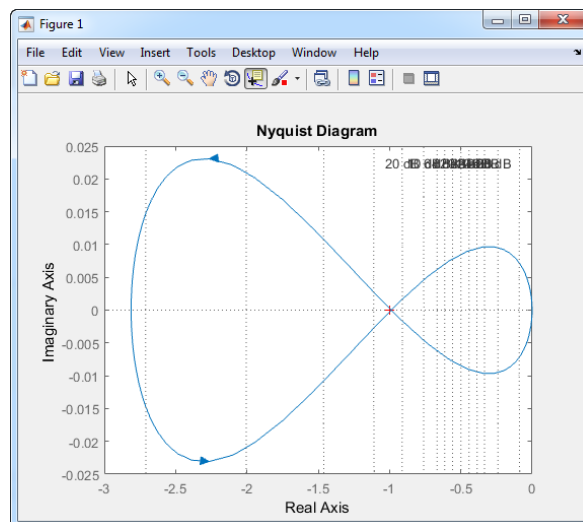 Figure 1
File Edit View Insert Tools Desktop Window Help
Nyquist Diagram
0.025
0.02
0.015
0.01
0.005
0
-0.005
-0.01
-0.015
-0.02
-0.025
Imaginary Axis
20 dB
dB
-3 -2.5 -2 -1.5 -1 -0.5 0
Real Axis